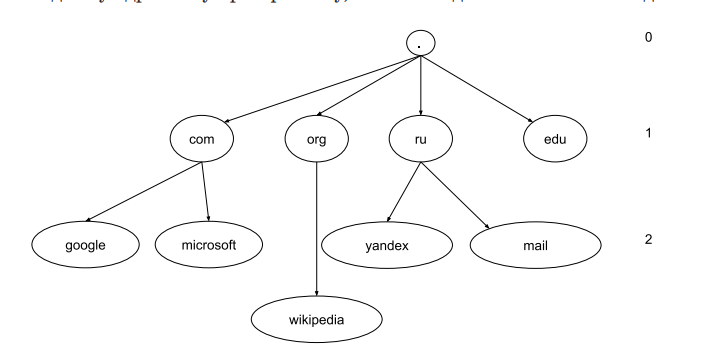 .
0
com
org
ru
edu
1
google
microsoft
yandex
mail
2
wikipedia